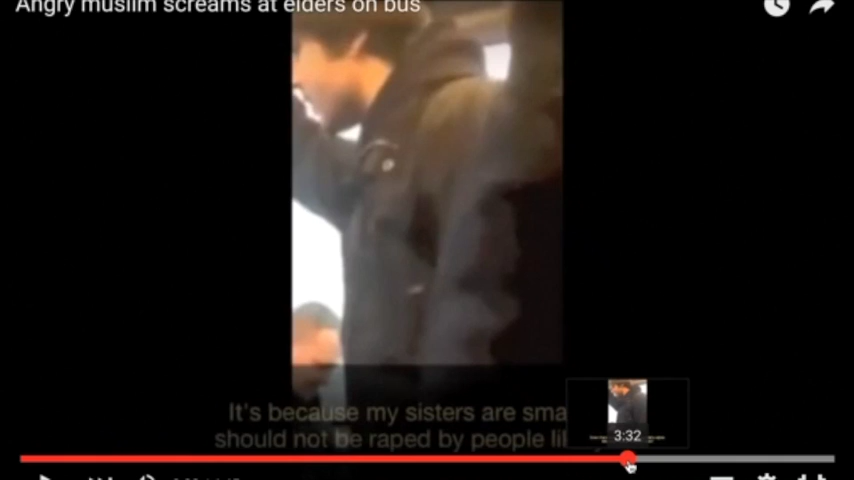 Angry muslim screams at elders on bus
It's because my sisters are sma
should not be raped by people li
3:32